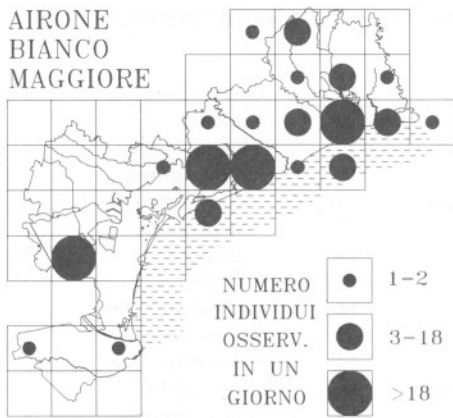 AIRONE
BIANCO
MAGGIORE
NUMERO
INDIVIDUI
OSSERV.
IN UN
GIORNO
1-2
3-18
>18